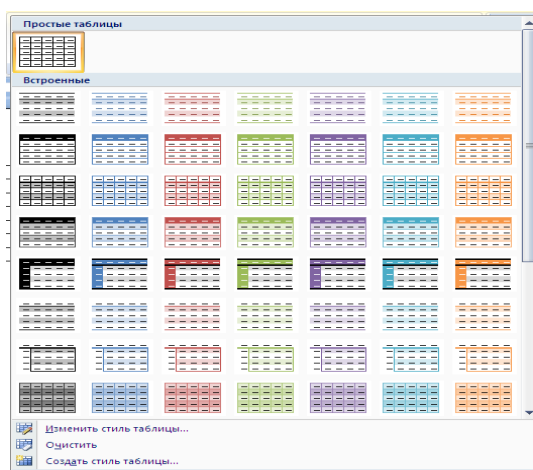 Простые таблицы
Встроенные
Изменить стиль таблицы...
Очистить
Создать стиль таблицы...